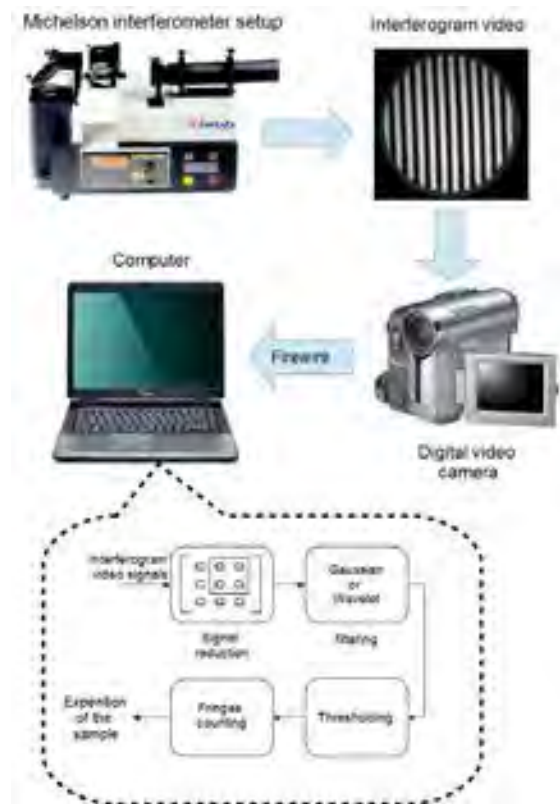 Michelson interferometer setup
Interferogram video
Computer
Firewire
Digital video
camera
Interferogram
video signals
Signal
reduction
Gaussian
or
Wavelet
filtering
Thresholding
Fringes
counting
of the
sample